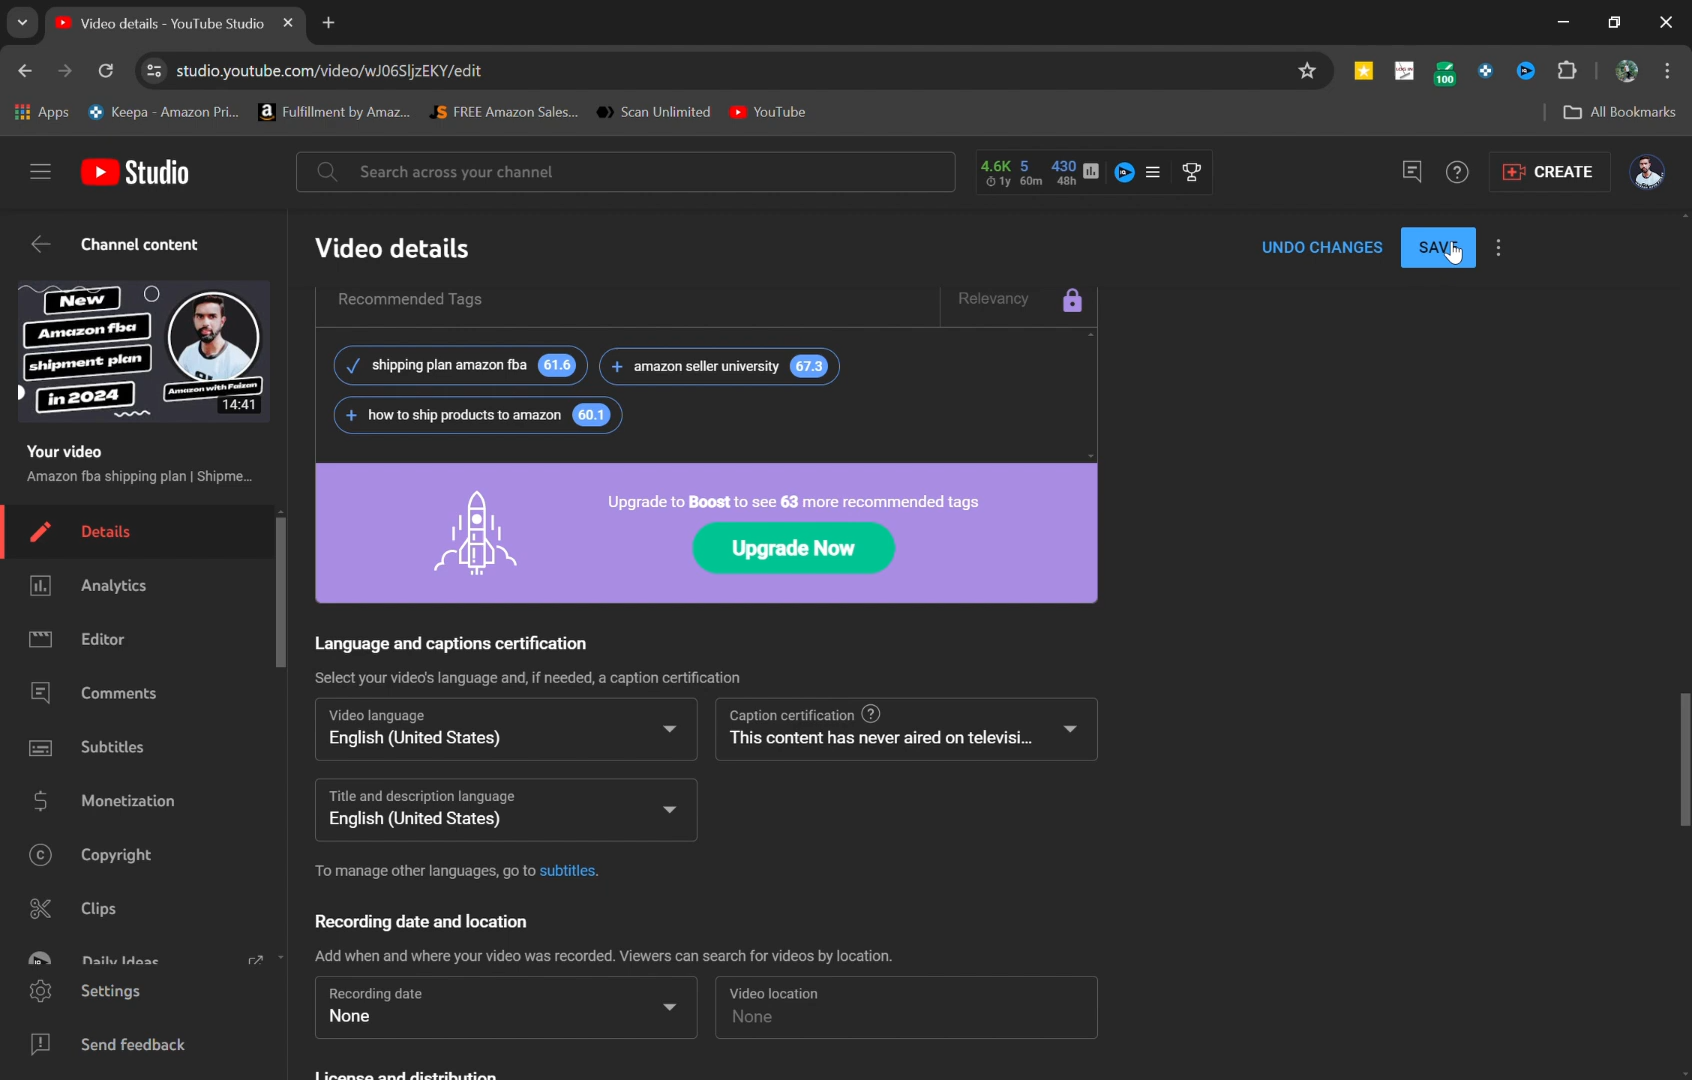 Video details - YouTube Studio
studio.youtube.com/video/wJ06SljzEKY/edit
100
Apps
Keepa - Amazon Pri...
Fulfillment by Amaz...
FREE Amazon Sales...
Scan Unlimited
YouTube
All Bookmarks
Studio
Search across your channel
4.6K 5 430
1y 60m 48h
CREATE
Channel content
Video details
UNDO CHANGES
SAVE
New
Amazon fba
shipment plan
in 2024
Amazon with Faizan
14:41
Your video
Amazon fba shipping plan | Shipme...
Details
Analytics
Editor
Comments
Subtitles
Monetization
Copyright
Clips
Daily Ideas
Settings
Send feedback
Recommended Tags
Relevancy
shipping plan amazon fba 61.6
+ amazon seller university 67.3
+ how to ship products to amazon 60.1
Upgrade to Boost to see 63 more recommended tags
Upgrade Now
Language and captions certification
Select your video's language and, if needed, a caption certification
Video language
English (United States)
Caption certification ?
This content has never aired on televisi...
Title and description language
English (United States)
To manage other languages, go to subtitles.
Recording date and location
Add when and where your video was recorded. Viewers can search for videos by location.
Recording date
None
Video location
None
License and distribution